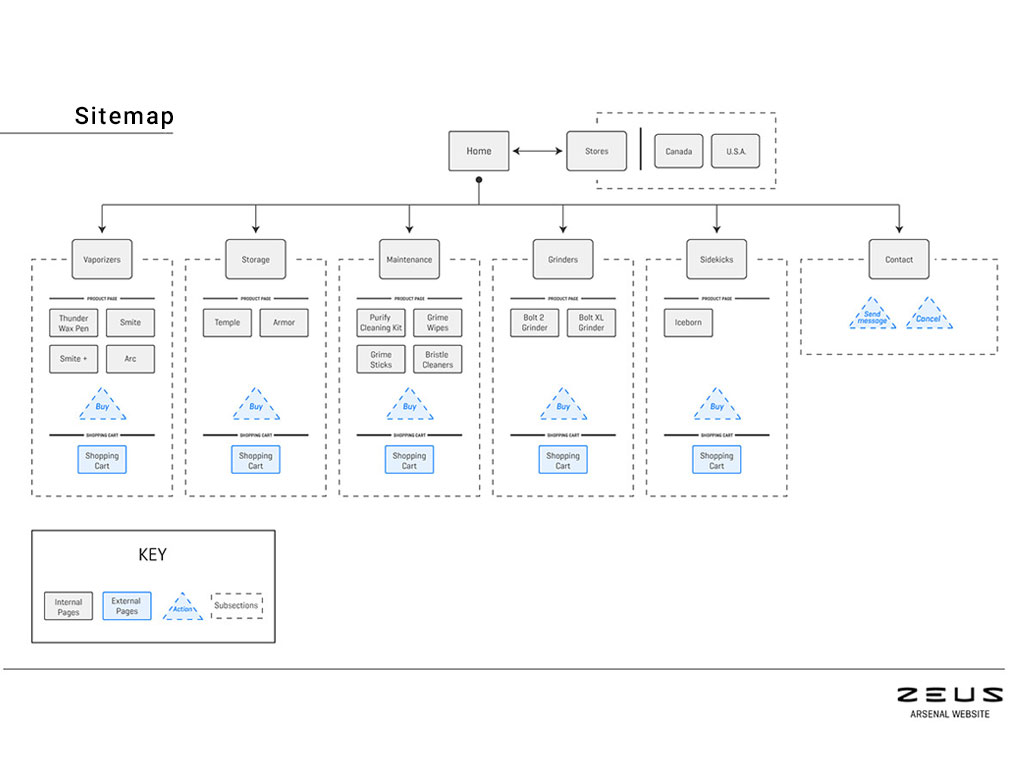 Sitemap
Home
Stores
Canada
U.S.A.
Vaporizers
PRODUCT PAGE
Thunder
Wax Pen
Smite
Smite +
Arc
Buy
SHOPPING CART
Shopping
Cart
Storage
PRODUCT PAGE
Temple
Armor
Buy
SHOPPING CART
Shopping
Cart
Maintenance
PRODUCT PAGE
Purify
Cleaning Kit
Grime
Wipes
Grime
Sticks
Bristle
Cleaners
Buy
SHOPPING CART
Shopping
Cart
Grinders
PRODUCT PAGE
Bolt 2
Grinder
Bolt XL
Grinder
Buy
SHOPPING CART
Shopping
Cart
Sidekicks
PRODUCT PAGE
Iceborn
Buy
SHOPPING CART
Shopping
Cart
Contact
Send
message
Cancel
KEY
Internal
Pages
External
Pages
Action
Subsections
ZEUS
ARSENAL WEBSITE